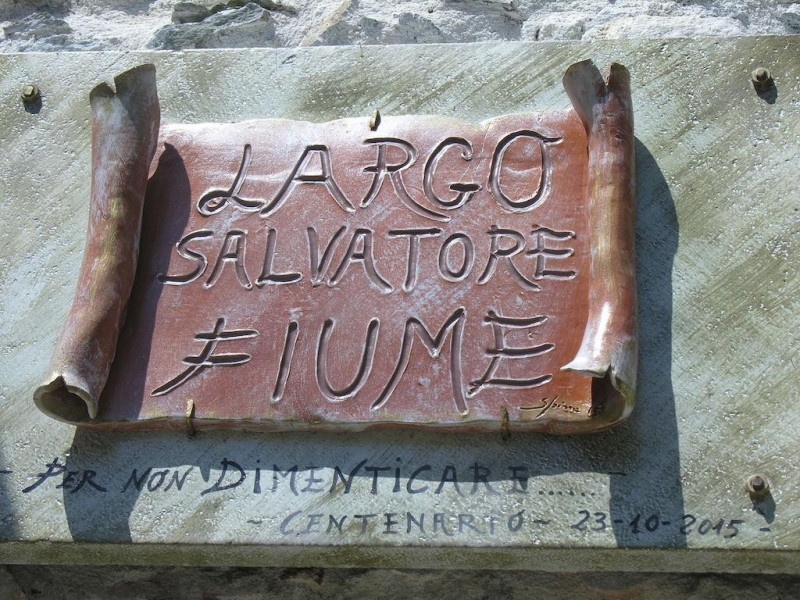 LARGO
SALVATORE
FIUME
- PER NON DIMENTICARE.......
- CENTENARIO - 23-10-2015 -